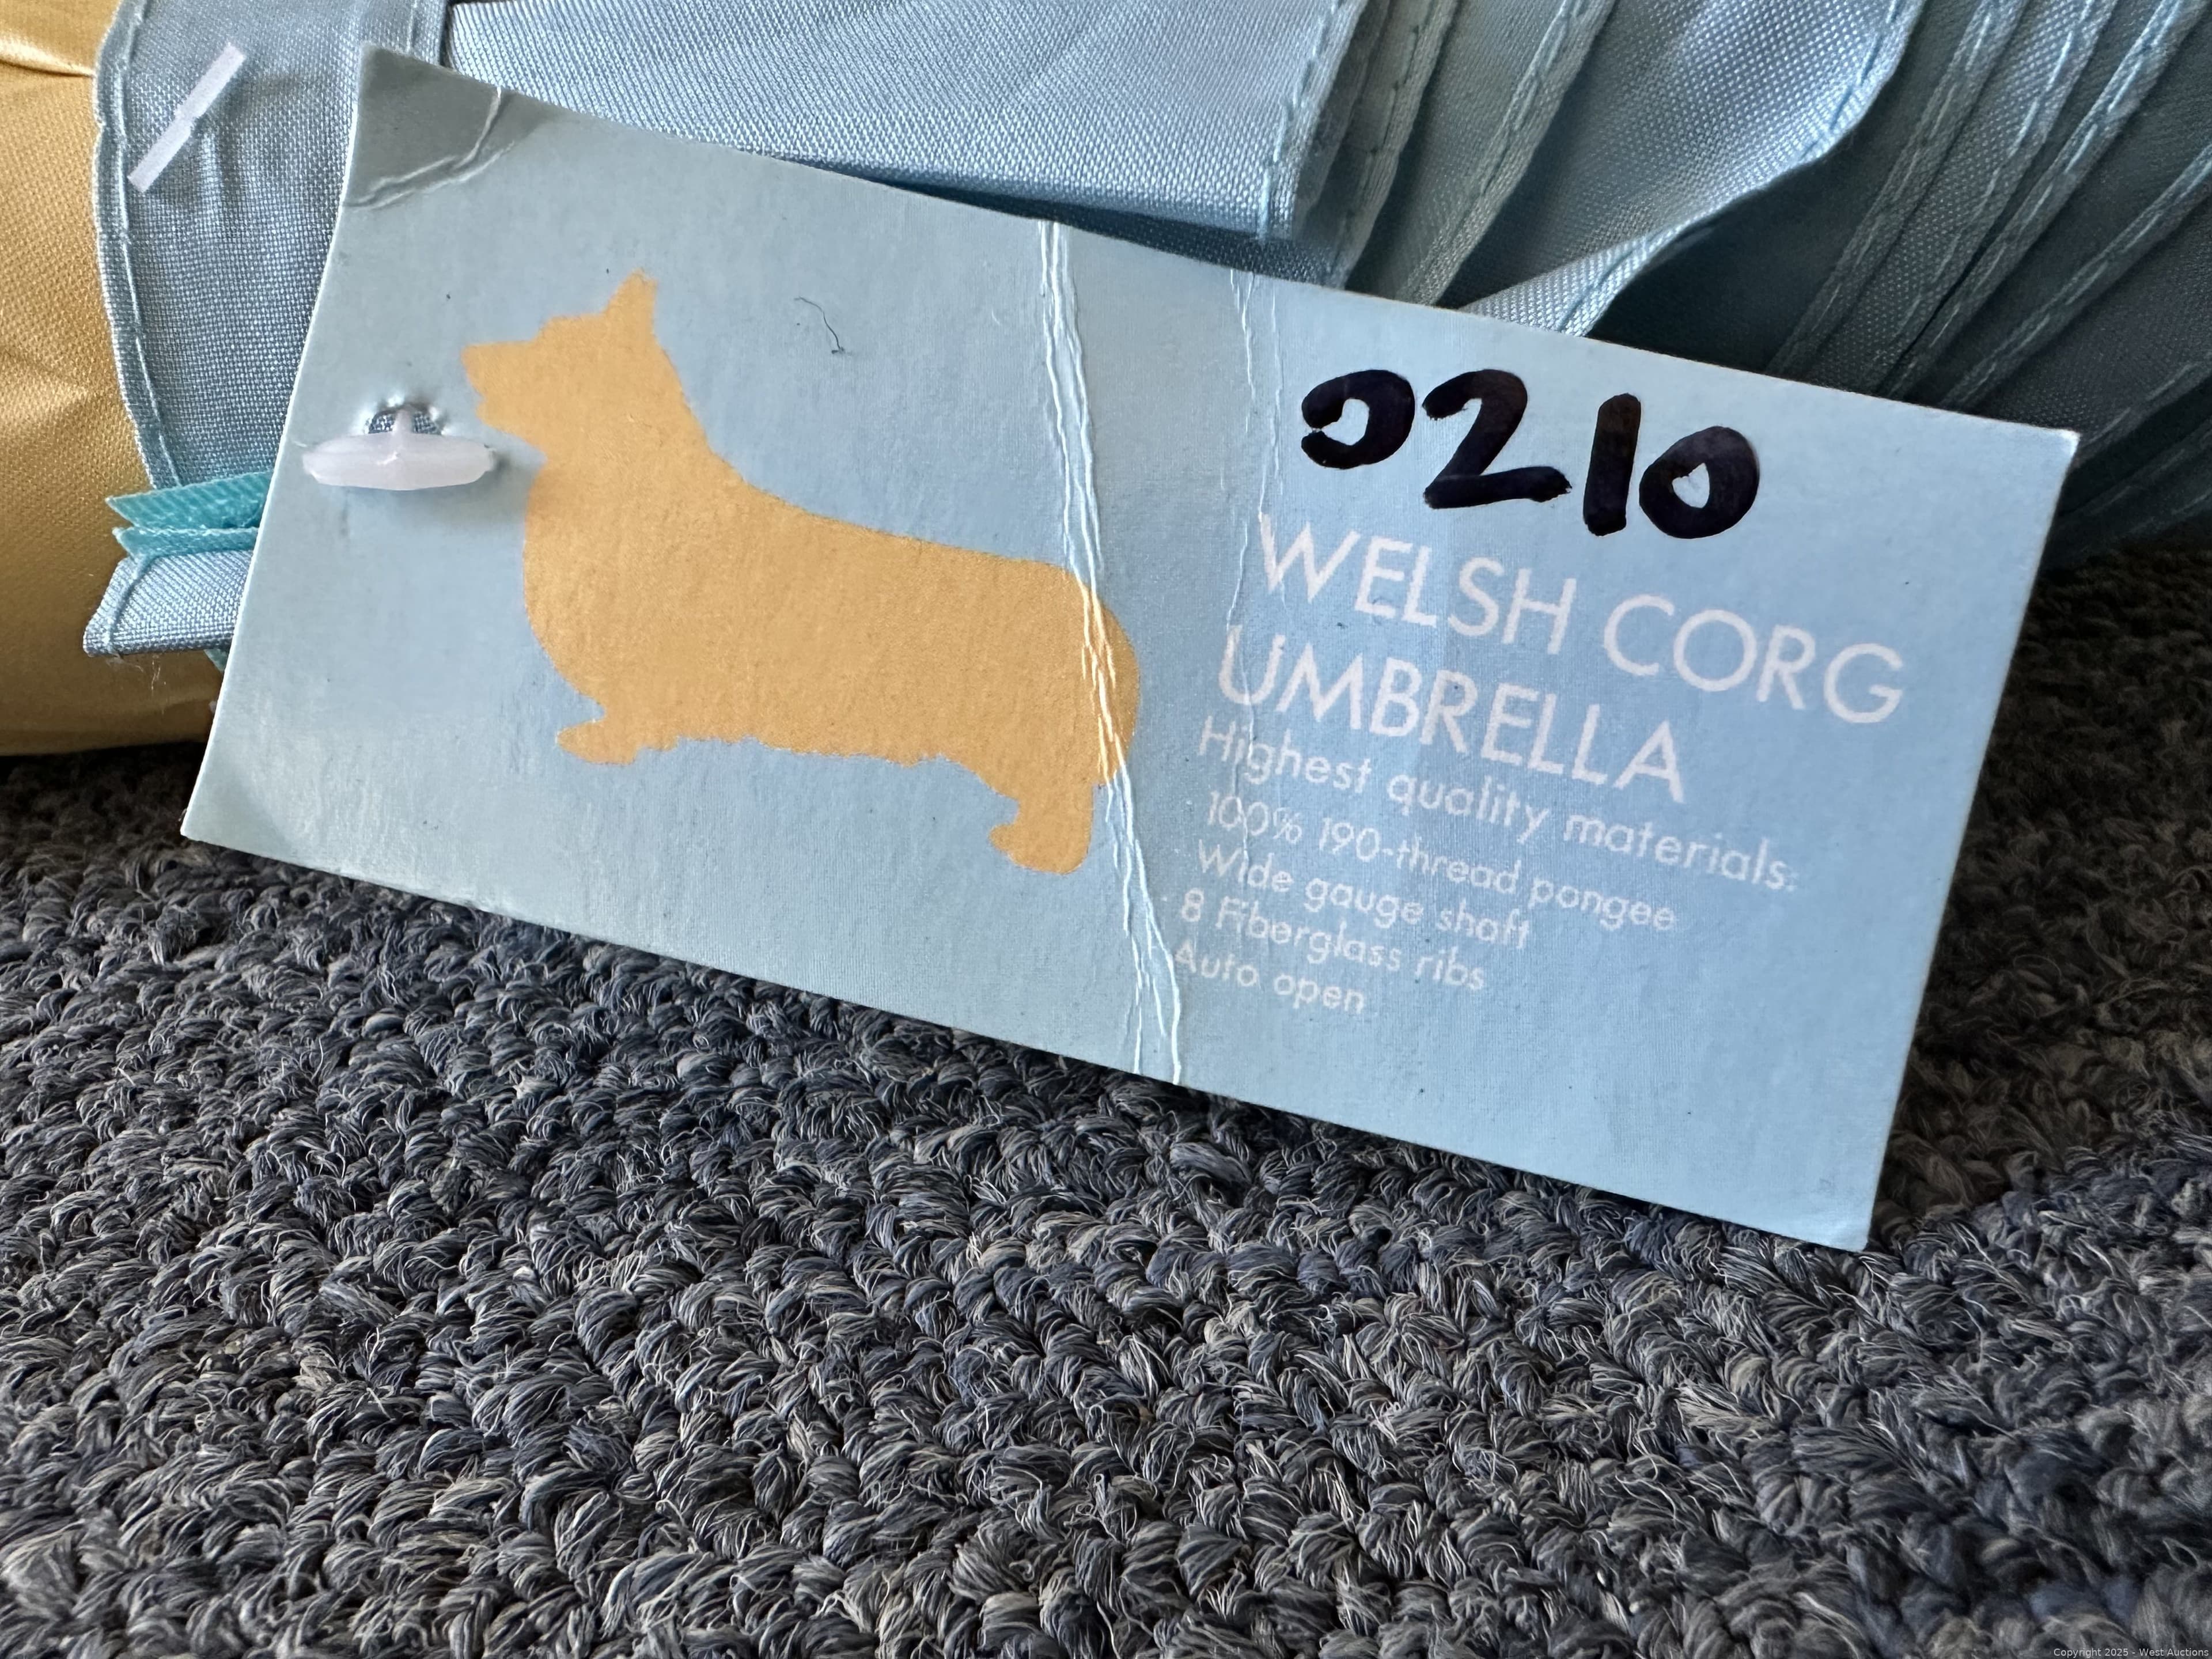 0210
WELSH CORG
UMBRELLA
Highest quality materials:
100% 190-thread pongee
Wide gauge shaft
8 Fiberglass ribs
Auto open
Copyright 2025 - West Auctions